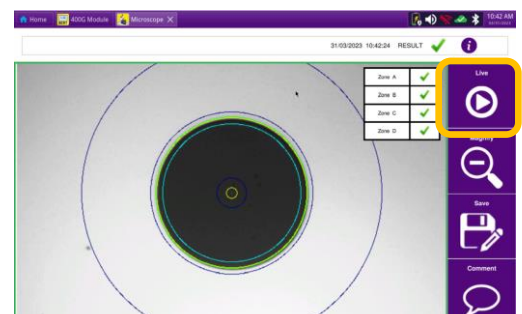 Home 400G Module Microscope X 10:42 AM
31/03/2023 10:42:24 RESULT i
Zone A
Zone B
Zone C
Zone D
Live
Magnify
Save
Comment